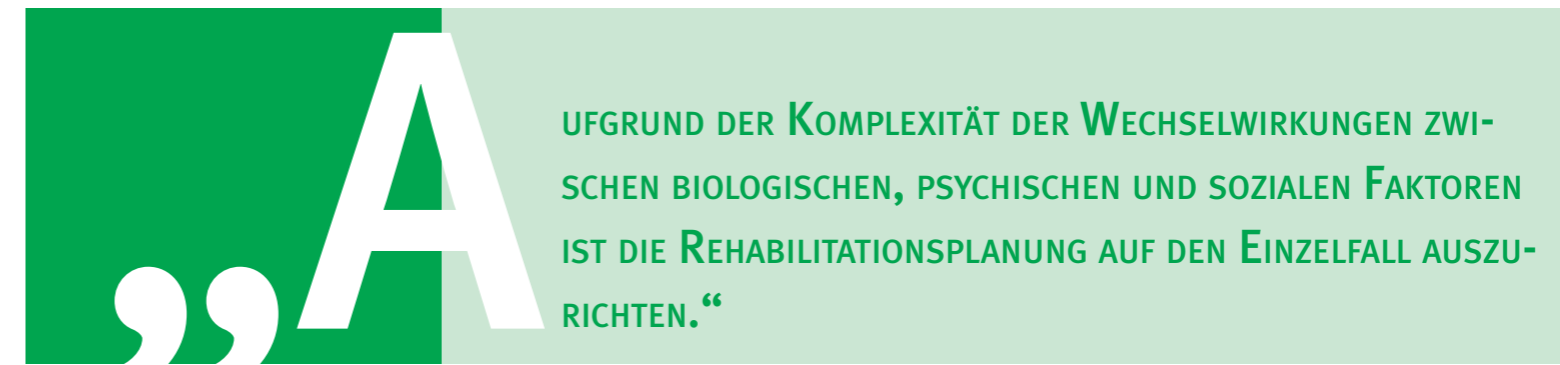 „Aufgrund der Komplexität der Wechselwirkungen zwi-
schen biologischen, psychischen und sozialen Faktoren
ist die Rehabilitationsplanung auf den Einzelfall auszu-
richten.“